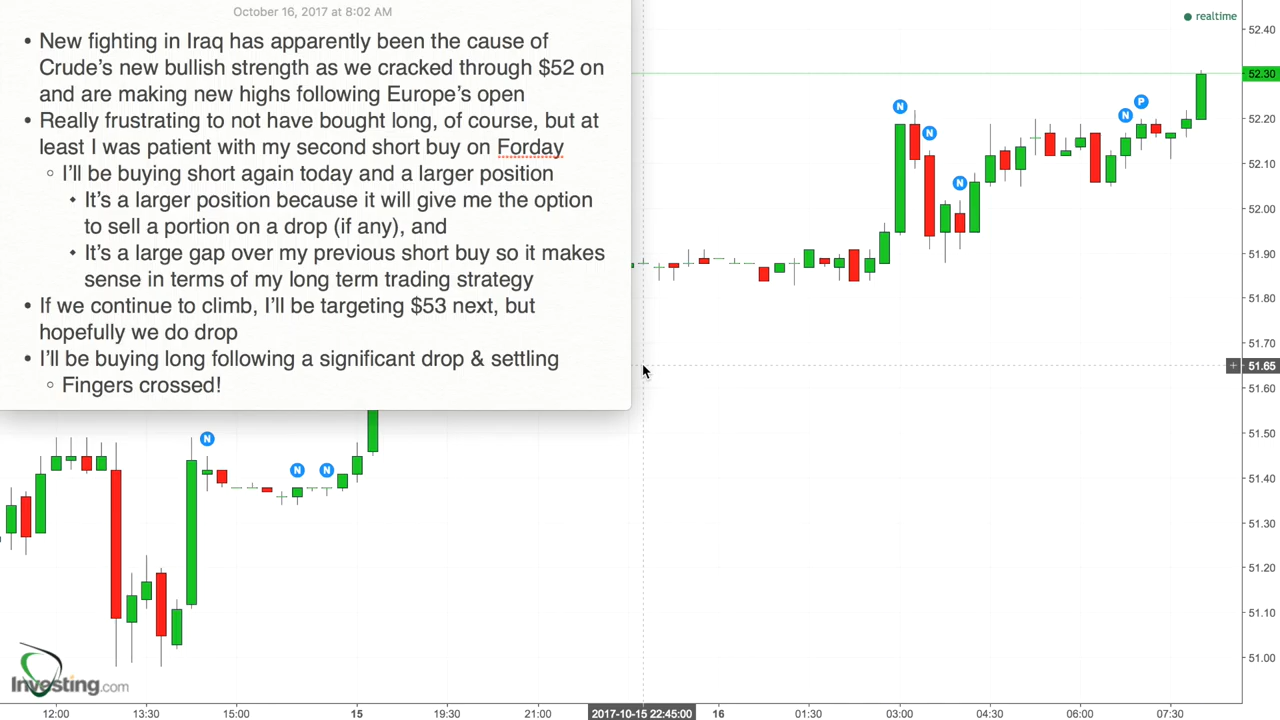 October 16, 2017 at 8:02 AM
• New fighting in Iraq has apparently been the cause of
Crude's new bullish strength as we cracked through $52 on
and are making new highs following Europe's open
• Really frustrating to not have bought long, of course, but at
least I was patient with my second short buy on Forday
◦ I'll be buying short again today and a larger position
⬩ It's a larger position because it will give me the option
to sell a portion on a drop (if any), and
⬩ It's a large gap over my previous short buy so it makes
sense in terms of my long term trading strategy
• If we continue to climb, I'll be targeting $53 next, but
hopefully we do drop
• I'll be buying long following a significant drop & settling
◦ Fingers crossed!
realtime
52.40
52.30
52.20
52.10
52.00
51.90
51.80
51.70
51.65
51.60
51.50
51.40
51.30
51.20
51.10
51.00
N
N
N
N
P
N
N
N
Investing.com
12:00 13:30 15:00 15 19:30 21:00 2017-10-15 22:45:00 16 01:30 03:00 04:30 06:00 07:30